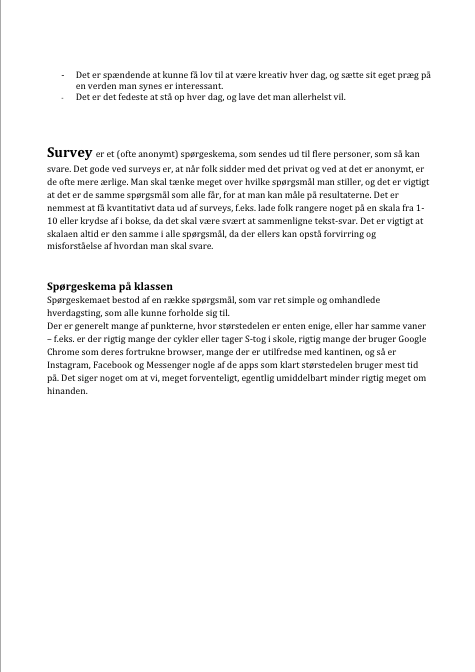 - Det er spændende at kunne få lov til at være kreativ hver dag, og sætte sit eget præg på
en verden man synes er interessant.
- Det er det fedeste at stå op hver dag, og lave det man allerhelst vil.
Survey er et (ofte anonymt) spørgeskema, som sendes ud til flere personer, som så kan
svare. Det gode ved surveys er, at når folk sidder med det privat og ved at det er anonymt, er
de ofte mere ærlige. Man skal tænke meget over hvilke spørgsmål man stiller, og det er vigtigt
at det er de samme spørgsmål som alle får, for at man kan måle på resultaterne. Det er
nemmest at få kvantitativt data ud af surveys, f.eks. lade folk rangere noget på en skala fra 1-
10 eller krydse af i bokse, da det skal være svært at sammenligne tekst-svar. Det er vigtigt at
skalaen altid er den samme i alle spørgsmål, da der ellers kan opstå forvirring og
misforståelse af hvordan man skal svare.
Spørgeskema på klassen
Spørgeskemaet bestod af en række spørgsmål, som var ret simple og omhandlede
hverdagsting, som alle kunne forholde sig til.
Der er generelt mange af punkterne, hvor størstedelen er enten enige, eller har samme vaner
– f.eks. er der rigtig mange der cykler eller tager S-tog i skole, rigtig mange der bruger Google
Chrome som deres fortrukne browser, mange der er utilfredse med kantinen, og så er
Instagram, Facebook og Messenger nogle af de apps som klart størstedelen bruger mest tid
på. Det siger noget om at vi, meget forventeligt, egentlig umiddelbart minder rigtig meget om
hinanden.